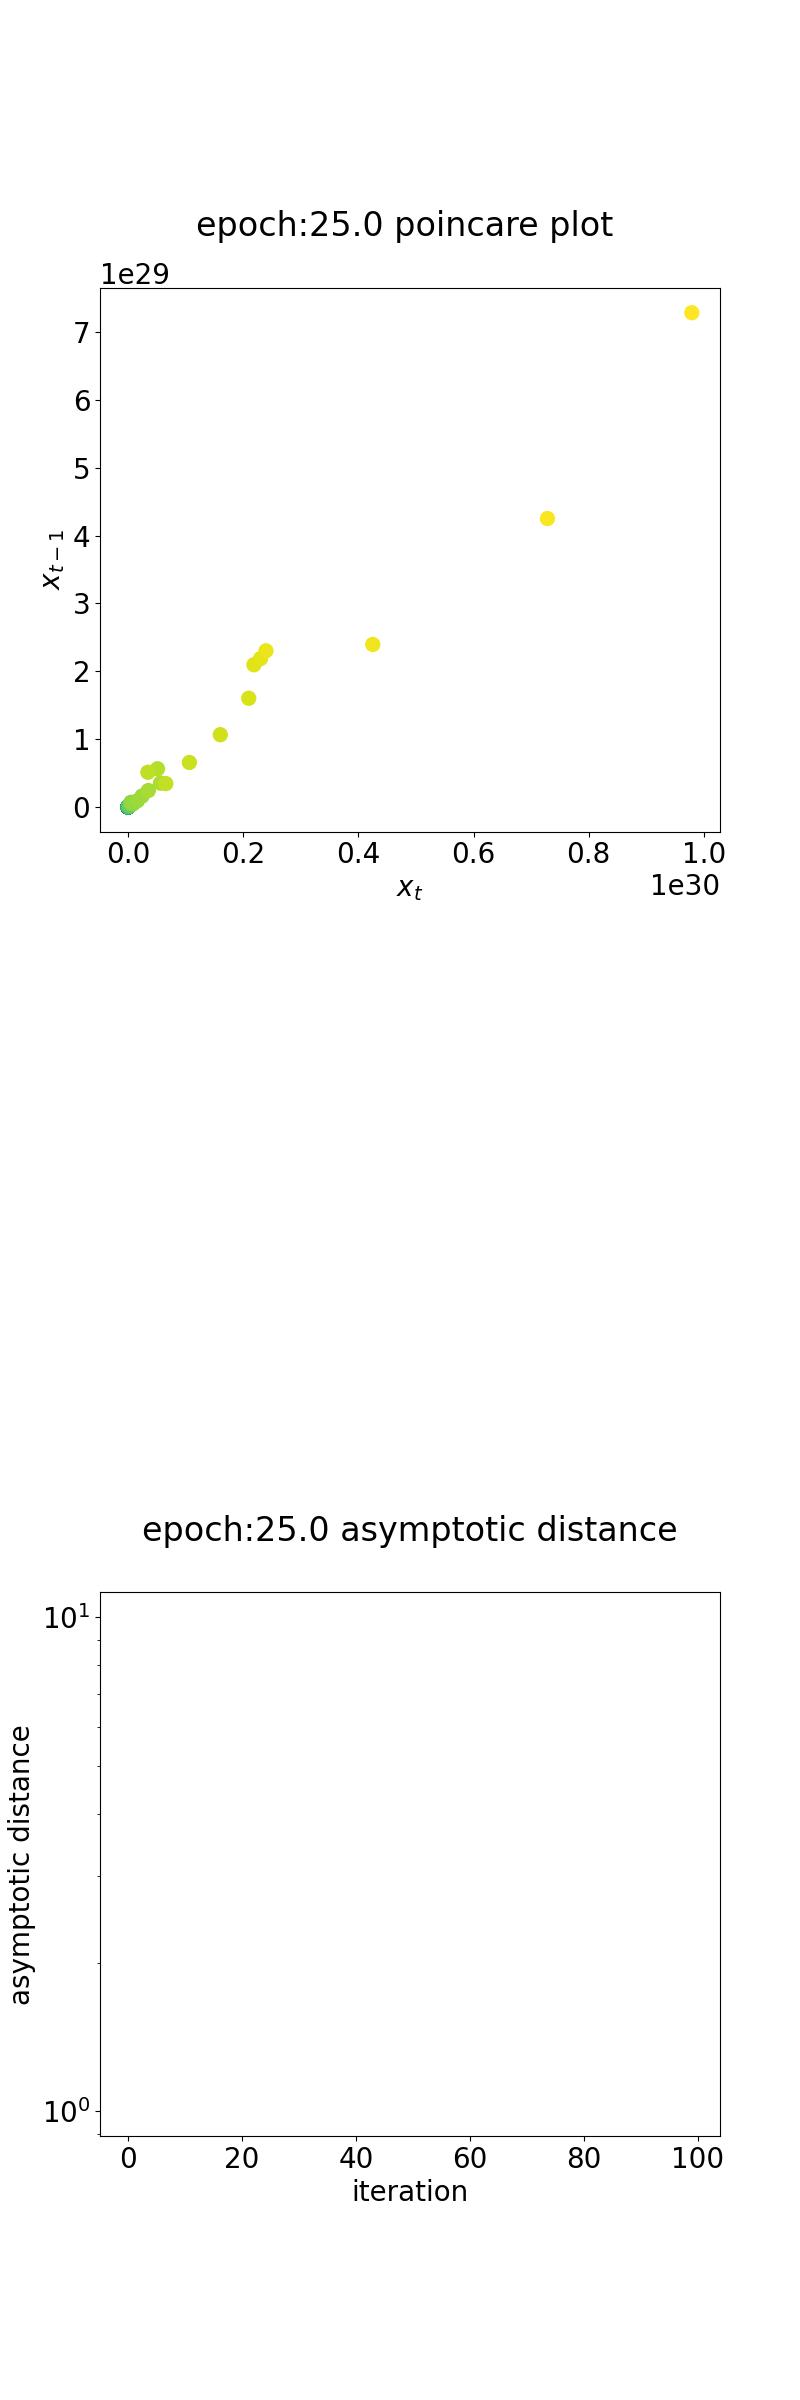 epoch:25.0 poincare plot
1e29
7
6
5
4
3
2
1
0
x_{t-1}
0.0 0.2 0.4 0.6 0.8 1.0
x_t
1e30
epoch:25.0 asymptotic distance
10^1
10^0
asymptotic distance
0 20 40 60 80 100
iteration